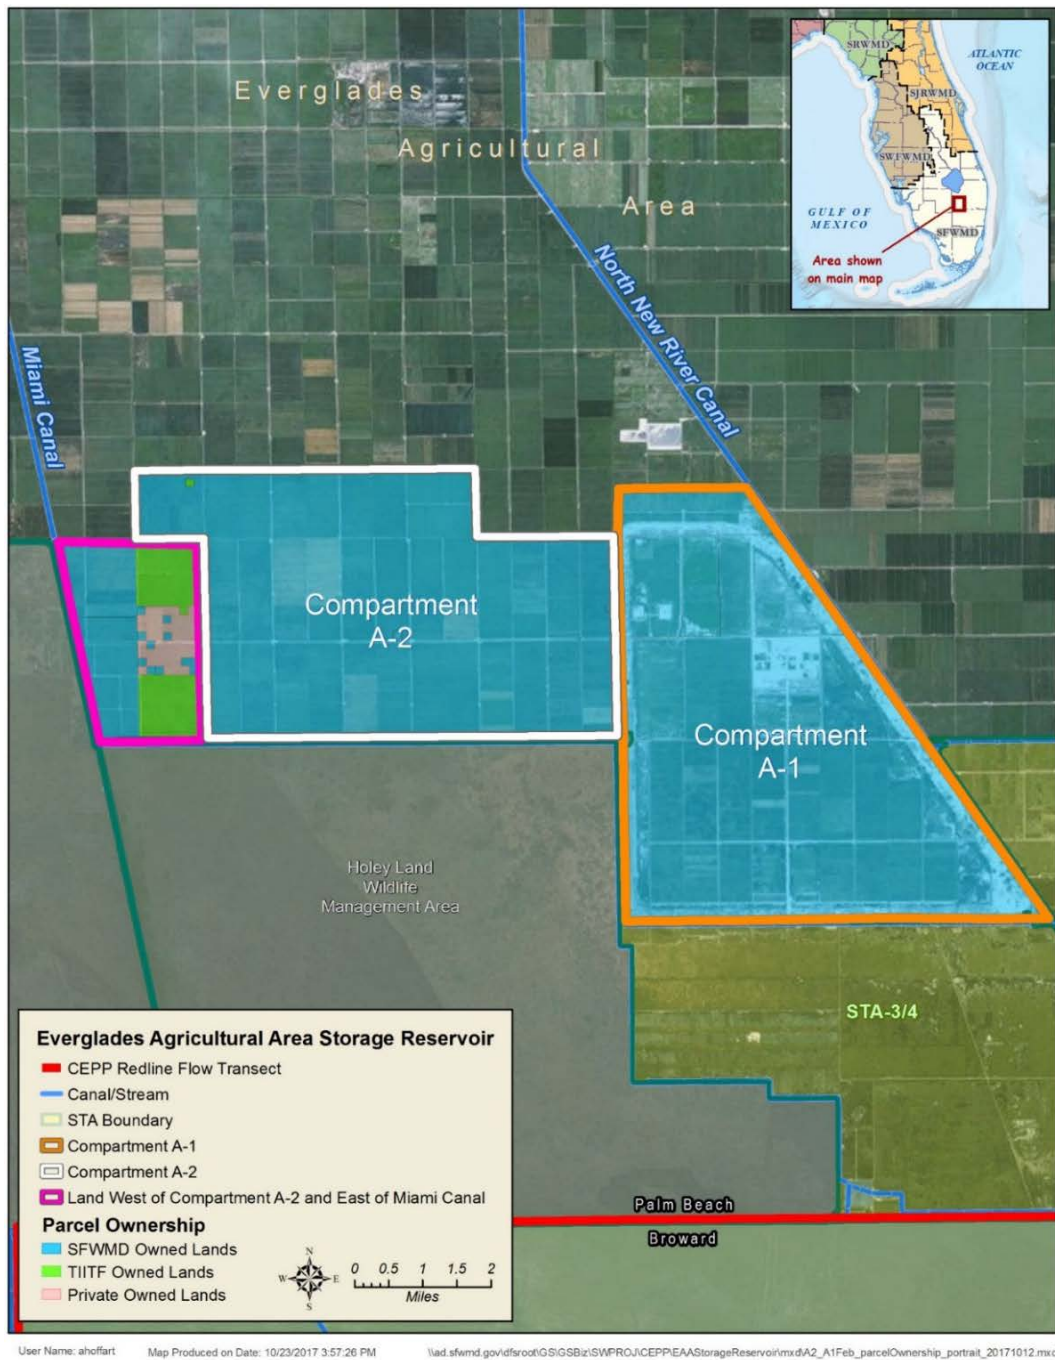 Everglades
Agricultural
Area
SRWMD
ATLANTIC
OCEAN
SJRWMD
SWFWMD
GULF OF
MEXICO
SFWMD
Area shown
on main map
North New River Canal
Miami Canal
Compartment
A-2
Compartment
A-1
Holey Land
Wildlife
Management Area
STA-3/4
Everglades Agricultural Area Storage Reservoir
CEPP Redline Flow Transect
Canal/Stream
STA Boundary
Compartment A-1
Compartment A-2
Land West of Compartment A-2 and East of Miami Canal
Parcel Ownership
SFWMD Owned Lands
TIITF Owned Lands
Private Owned Lands
N
W E
S
0 0.5 1 1.5 2
Miles
Palm Beach
Broward
User Name: ahoffart Map Produced on Date: 10/23/2017 3:57:26 PM \\ad.sfwmd.gov\dfsroot\GS\GSBiz\SWPROJ\CEPP\EAAStorageReservoir\mxd\A2_A1Feb_parcelOwnership_portrait_20171012.mxd